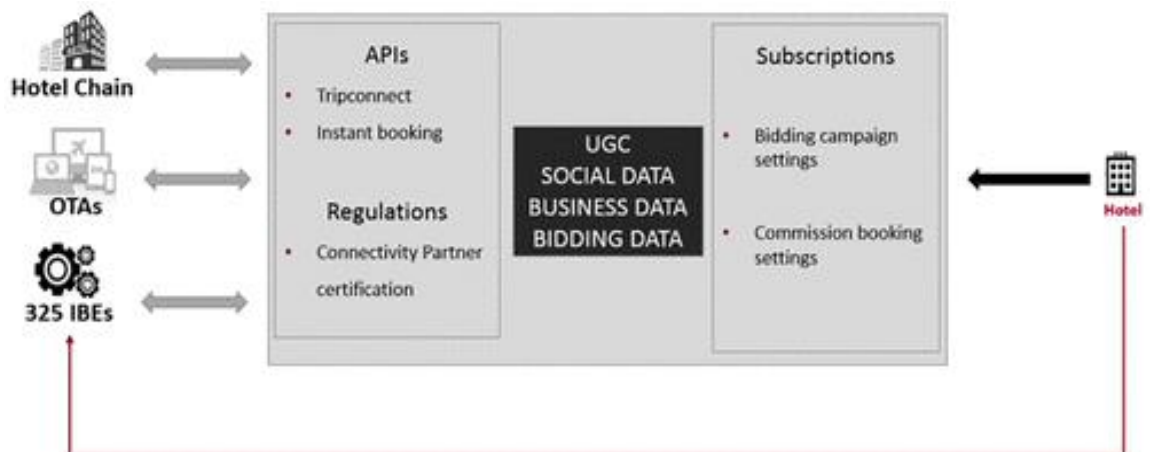 Hotel Chain
OTAs
325 IBEs
APIs
• Tripconnect
• Instant booking
Regulations
• Connectivity Partner
certification
UGC
SOCIAL DATA
BUSINESS DATA
BIDDING DATA
Subscriptions
• Bidding campaign
settings
• Commission booking
settings
Hotel